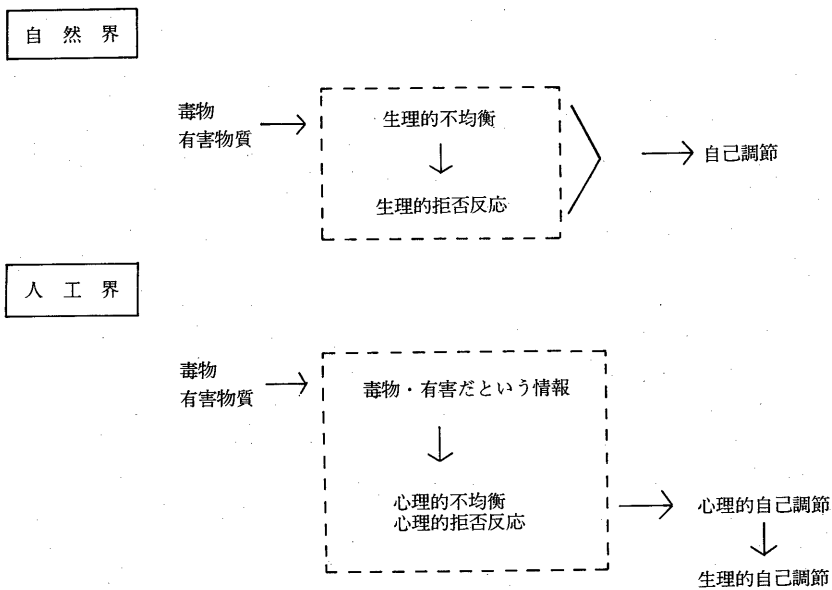 自然界
毒物
有害物質
生理的不均衡
生理的拒否反応
自己調節
人工界
毒物
有害物質
毒物・有害だという情報
心理的不均衡
心理的拒否反応
心理的自己調節
生理的自己調節